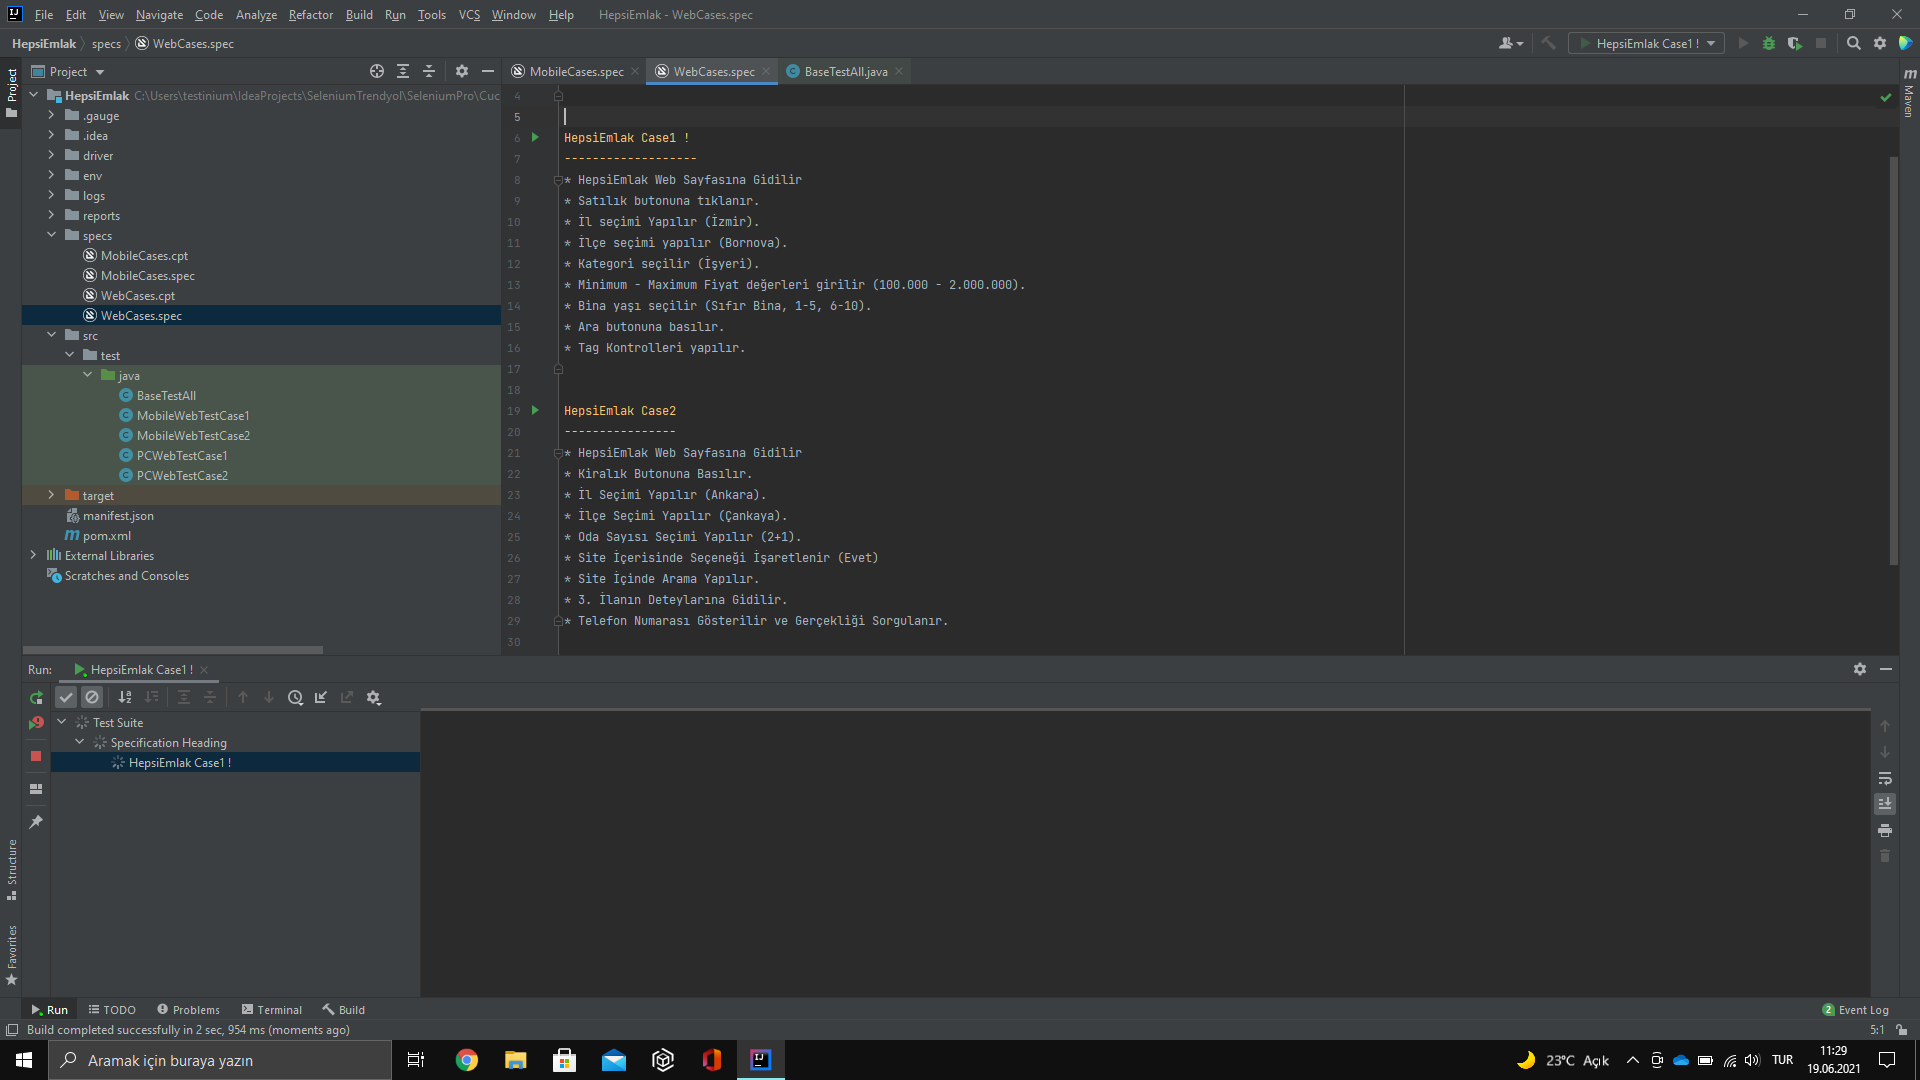 File Edit View Navigate Code Analyze Refactor Build Run Tools VCS Window Help HepsiEmlak - WebCases.spec
HepsiEmlak specs WebCases.spec HepsiEmlak Case1 !
Project MobileCases.spec WebCases.spec BaseTestAll.java
Project
Maven
HepsiEmlak C:\Users\testinium\IdeaProjects\SeleniumTrendyol\SeleniumPro\Cuc
.gauge
.idea
driver
env
logs
reports
specs
MobileCases.cpt
MobileCases.spec
WebCases.cpt
WebCases.spec
src
test
java
BaseTestAll
MobileWebTestCase1
MobileWebTestCase2
PCWebTestCase1
PCWebTestCase2
target
manifest.json
pom.xml
External Libraries
Scratches and Consoles
4
5
6 HepsiEmlak Case1 !
7 -------------------
8 * HepsiEmlak Web Sayfasına Gidilir
9 * Satılık butonuna tıklanır.
10 * İl seçimi Yapılır (İzmir).
11 * İlçe seçimi yapılır (Bornova).
12 * Kategori seçilir (İşyeri).
13 * Minimum - Maximum Fiyat değerleri girilir (100.000 - 2.000.000).
14 * Bina yaşı seçilir (Sıfır Bina, 1-5, 6-10).
15 * Ara butonuna basılır.
16 * Tag Kontrolleri yapılır.
17
18
19 HepsiEmlak Case2
20 ----------------
21 * HepsiEmlak Web Sayfasına Gidilir
22 * Kiralık Butonuna Basılır.
23 * İl Seçimi Yapılır (Ankara).
24 * İlçe Seçimi Yapılır (Çankaya).
25 * Oda Sayısı Seçimi Yapılır (2+1).
26 * Site İçerisinde Seçeneği İşaretlenir (Evet)
27 * Site İçinde Arama Yapılır.
28 * 3. İlanın Deteylarına Gidilir.
29 * Telefon Numarası Gösterilir ve Gerçekliği Sorgulanır.
30
Run: HepsiEmlak Case1 !
Test Suite
Specification Heading
HepsiEmlak Case1 !
Structure
Favorites
Run TODO Problems Terminal Build 2 Event Log
Build completed successfully in 2 sec, 954 ms (moments ago) 5:1
Aramak için buraya yazın 23°C Açık TUR 11:29
19.06.2021